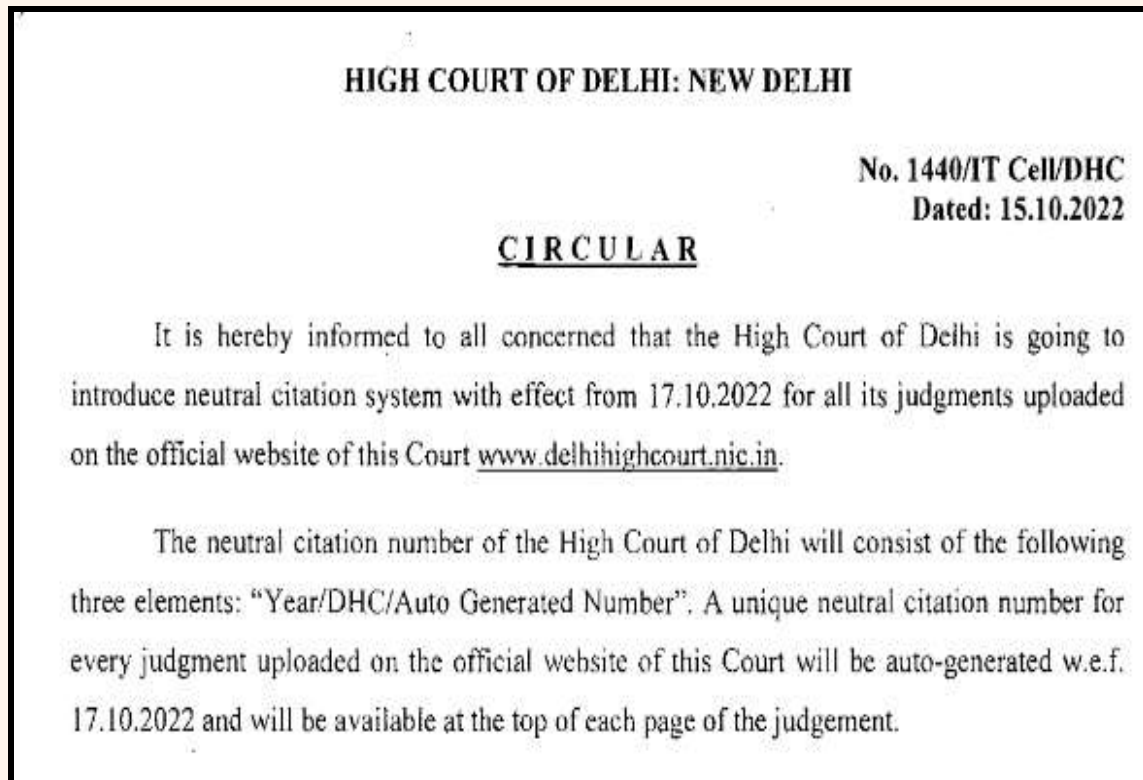 HIGH COURT OF DELHI: NEW DELHI
No. 1440/IT Cell/DHC
Dated: 15.10.2022
CIRCULAR
It is hereby informed to all concerned that the High Court of Delhi is going to
introduce neutral citation system with effect from 17.10.2022 for all its judgments uploaded
on the official website of this Court www.delhihighcourt.nic.in.
The neutral citation number of the High Court of Delhi will consist of the following
three elements: “Year/DHC/Auto Generated Number”. A unique neutral citation number for
every judgment uploaded on the official website of this Court will be auto-generated w.e.f.
17.10.2022 and will be available at the top of each page of the judgement.